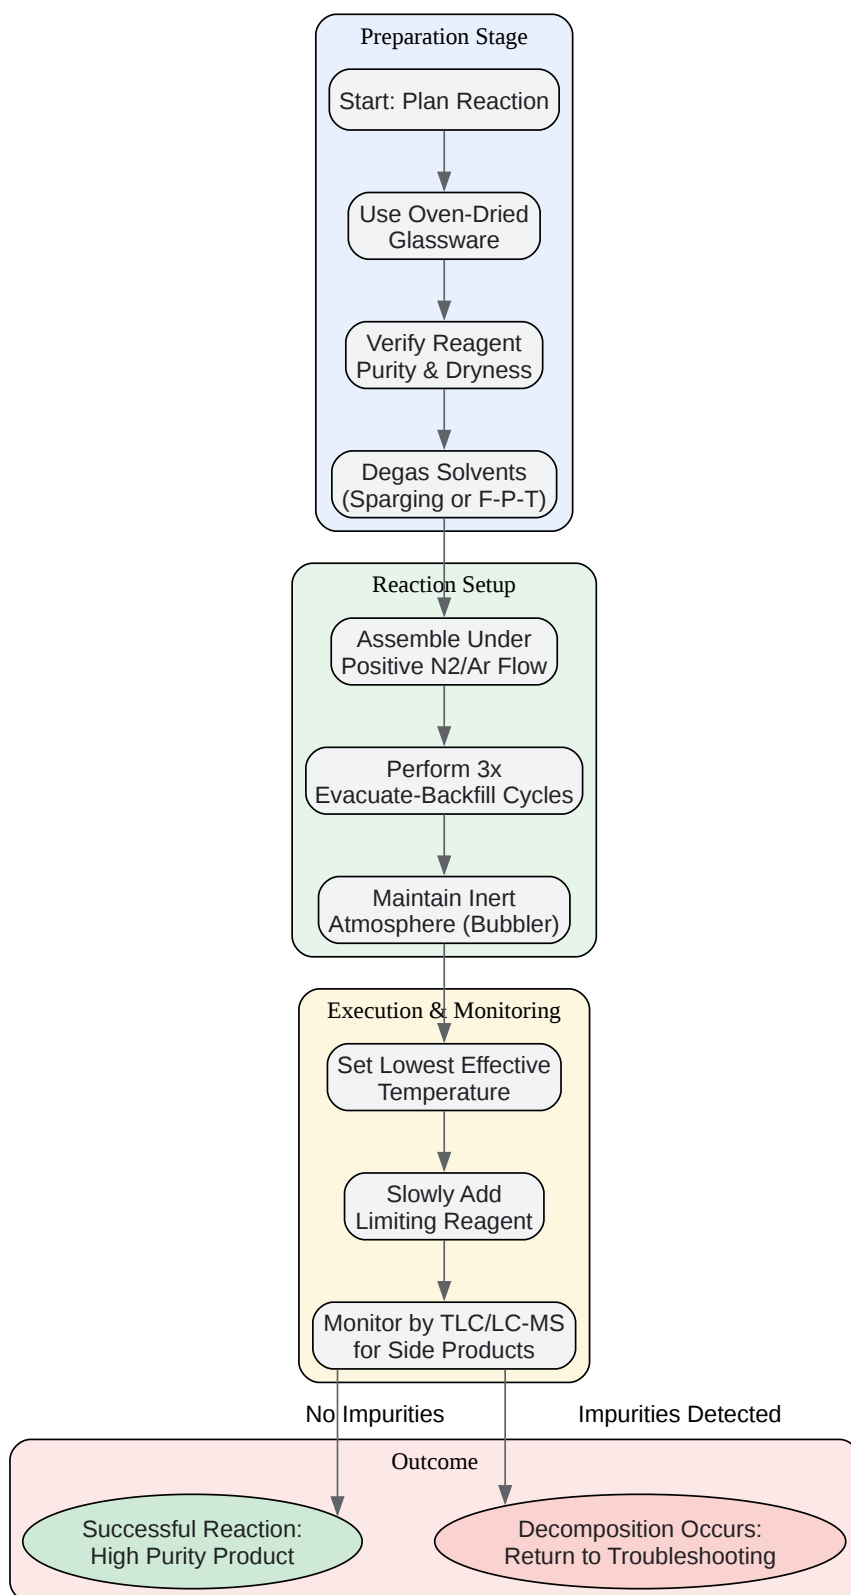 Preparation Stage
Start: Plan Reaction
Use Oven-Dried
Glassware
Verify Reagent
Purity & Dryness
Degas Solvents
(Sparging or F-P-T)
Reaction Setup
Assemble Under
Positive N2/Ar Flow
Perform 3x
Evacuate-Backfill Cycles
Maintain Inert
Atmosphere (Bubbler)
Execution & Monitoring
Set Lowest Effective
Temperature
Slowly Add
Limiting Reagent
Monitor by TLC/LC-MS
for Side Products
No Impurities
Impurities Detected
Outcome
Successful Reaction:
High Purity Product
Decomposition Occurs:
Return to Troubleshooting